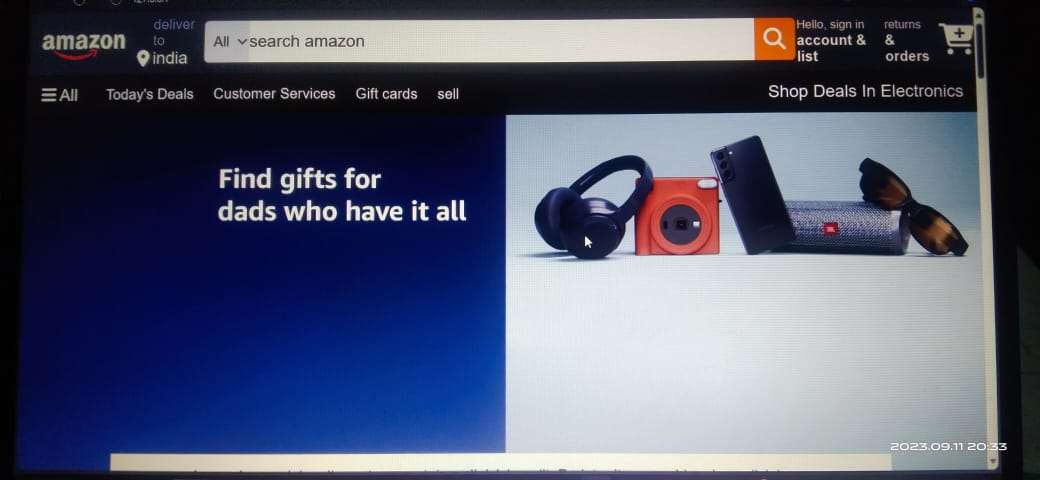 amazon
deliver
to
india
All
search amazon
Hello, sign in
account &
list
returns
&
orders
All
Today's Deals
Customer Services
Gift cards
sell
Shop Deals In Electronics
Find gifts for
dads who have it all
JBL
2023.09.11 20:33